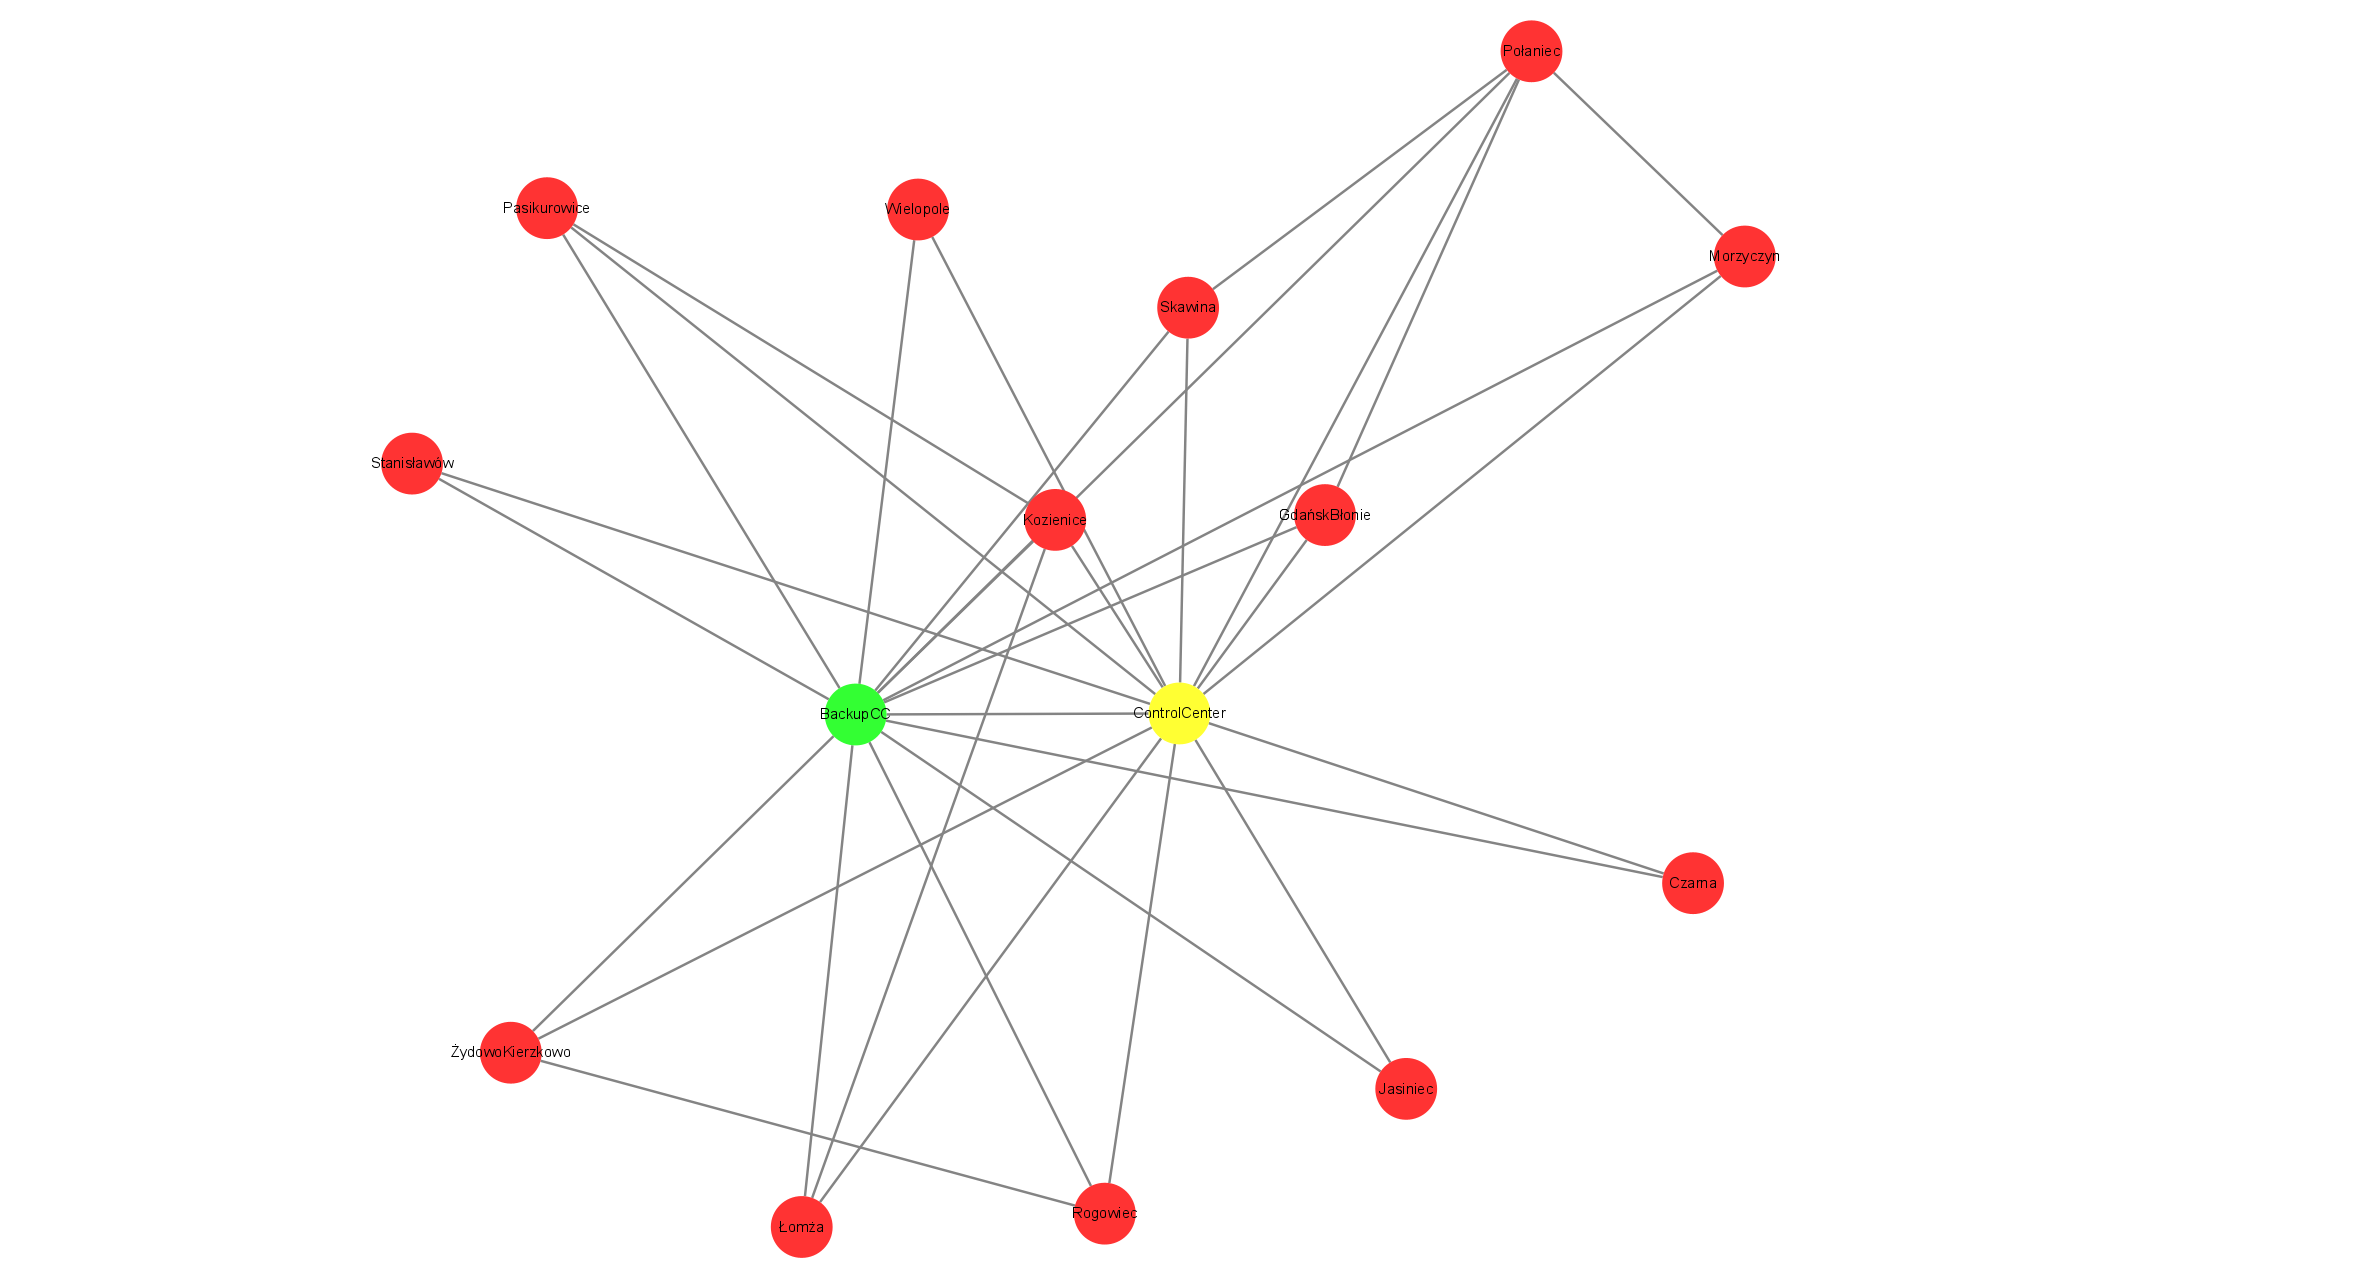 Połaniec
Pasikurowice
Wielopole
Morzyczyn
Skawina
Stanisławów
Kozienice
GdańskBłonie
BackupCC
ControlCenter
Czarna
ŻydowoKierzkowo
Jasiniec
Łomża
Rogowiec